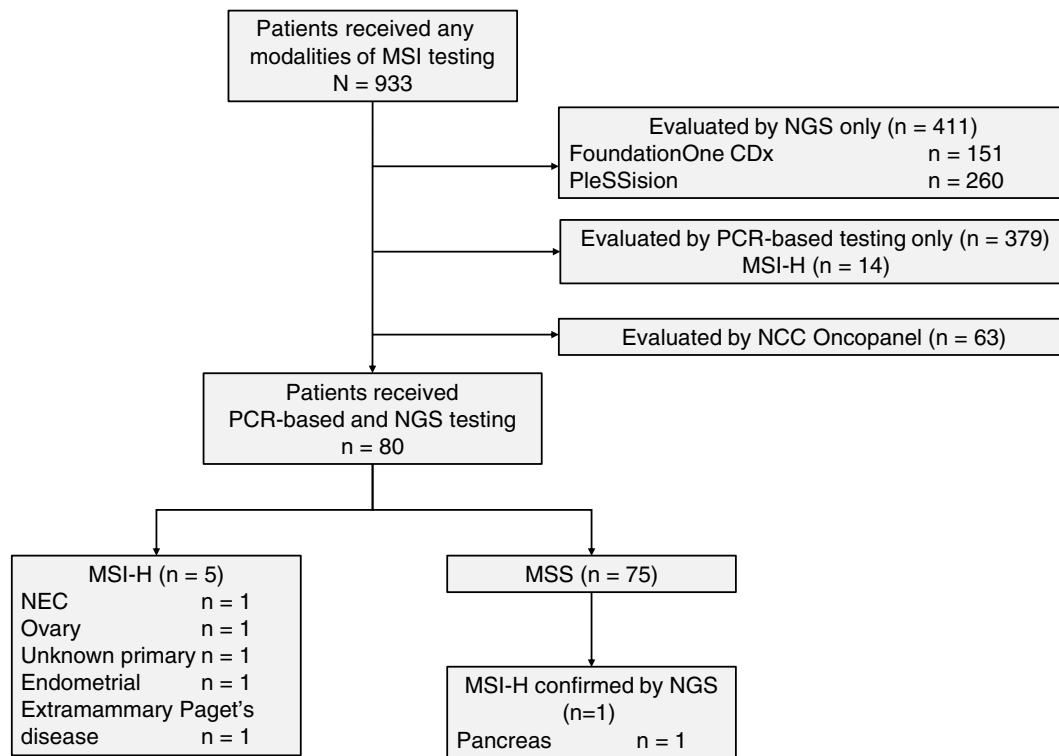 Patients received any
modalities of MSI testing
N = 933
Evaluated by NGS only (n = 411)
FoundationOne CDx n = 151
PleSSision n = 260
Evaluated by PCR-based testing only (n = 379)
MSI-H (n = 14)
Evaluated by NCC Oncopanel (n = 63)
Patients received
PCR-based and NGS testing
n = 80
MSI-H (n = 5)
NEC n = 1
Ovary n = 1
Unknown primary n = 1
Endometrial n = 1
Extramammary Paget's
disease n = 1
MSS (n = 75)
MSI-H confirmed by NGS
(n=1)
Pancreas n = 1